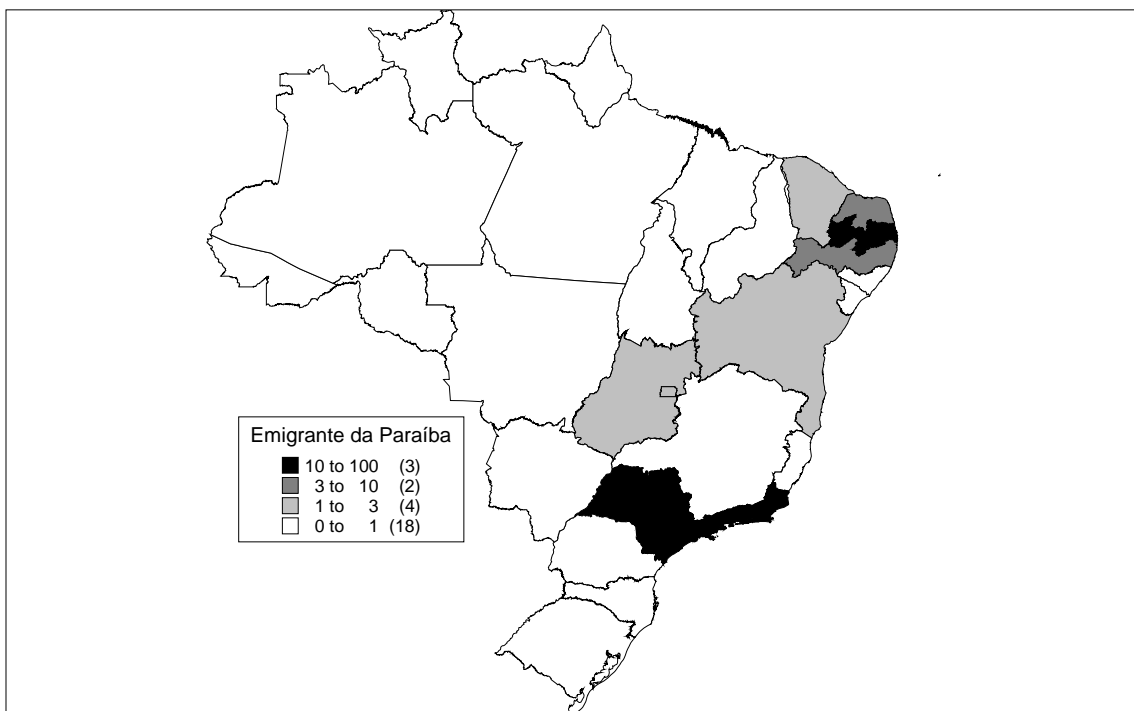 Emigrante da Paraíba
10 to 100 (3)
3 to 10 (2)
1 to 3 (4)
0 to 1 (18)